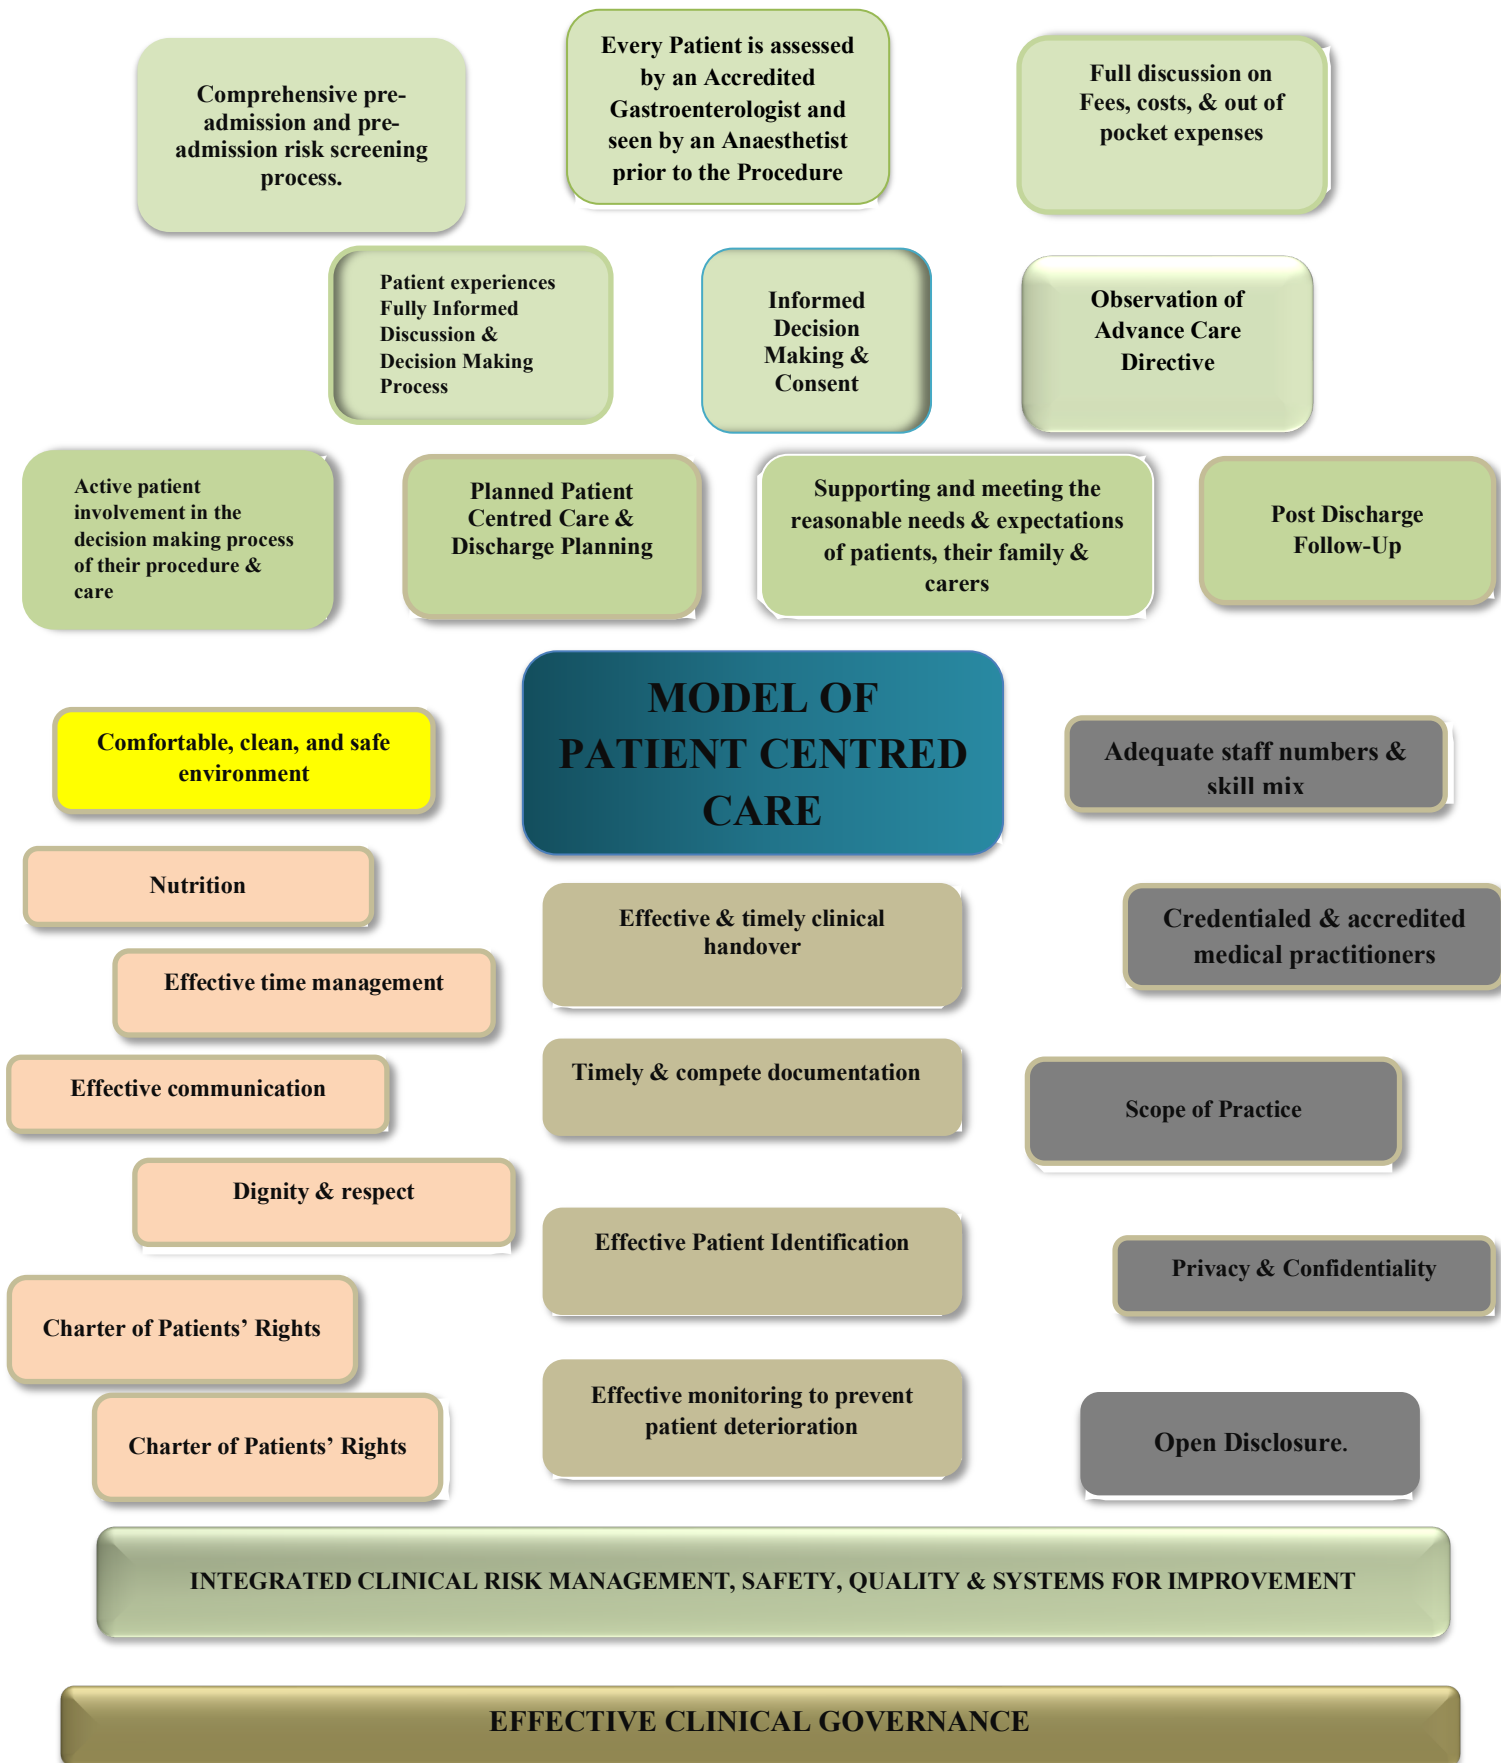 Comprehensive pre-
admission and pre-
admission risk screening
process.
Every Patient is assessed
by an Accredited
Gastroenterologist and
seen by an Anaesthetist
prior to the Procedure
Full discussion on
Fees, costs, & out of
pocket expenses
Patient experiences
Fully Informed
Discussion &
Decision Making
Process
Informed
Decision
Making &
Consent
Observation of
Advance Care
Directive
Active patient
involvement in the
decision making process
of their procedure &
care
Planned Patient
Centred Care &
Discharge Planning
Supporting and meeting the
reasonable needs & expectations
of patients, their family &
carers
Post Discharge
Follow-Up
MODEL OF
PATIENT CENTRED
CARE
Comfortable, clean, and safe
environment
Nutrition
Effective time management
Effective communication
Dignity & respect
Charter of Patients’ Rights
Charter of Patients’ Rights
Effective & timely clinical
handover
Timely & compete documentation
Effective Patient Identification
Effective monitoring to prevent
patient deterioration
Adequate staff numbers &
skill mix
Credentialed & accredited
medical practitioners
Scope of Practice
Privacy & Confidentiality
Open Disclosure.
INTEGRATED CLINICAL RISK MANAGEMENT, SAFETY, QUALITY & SYSTEMS FOR IMPROVEMENT
EFFECTIVE CLINICAL GOVERNANCE